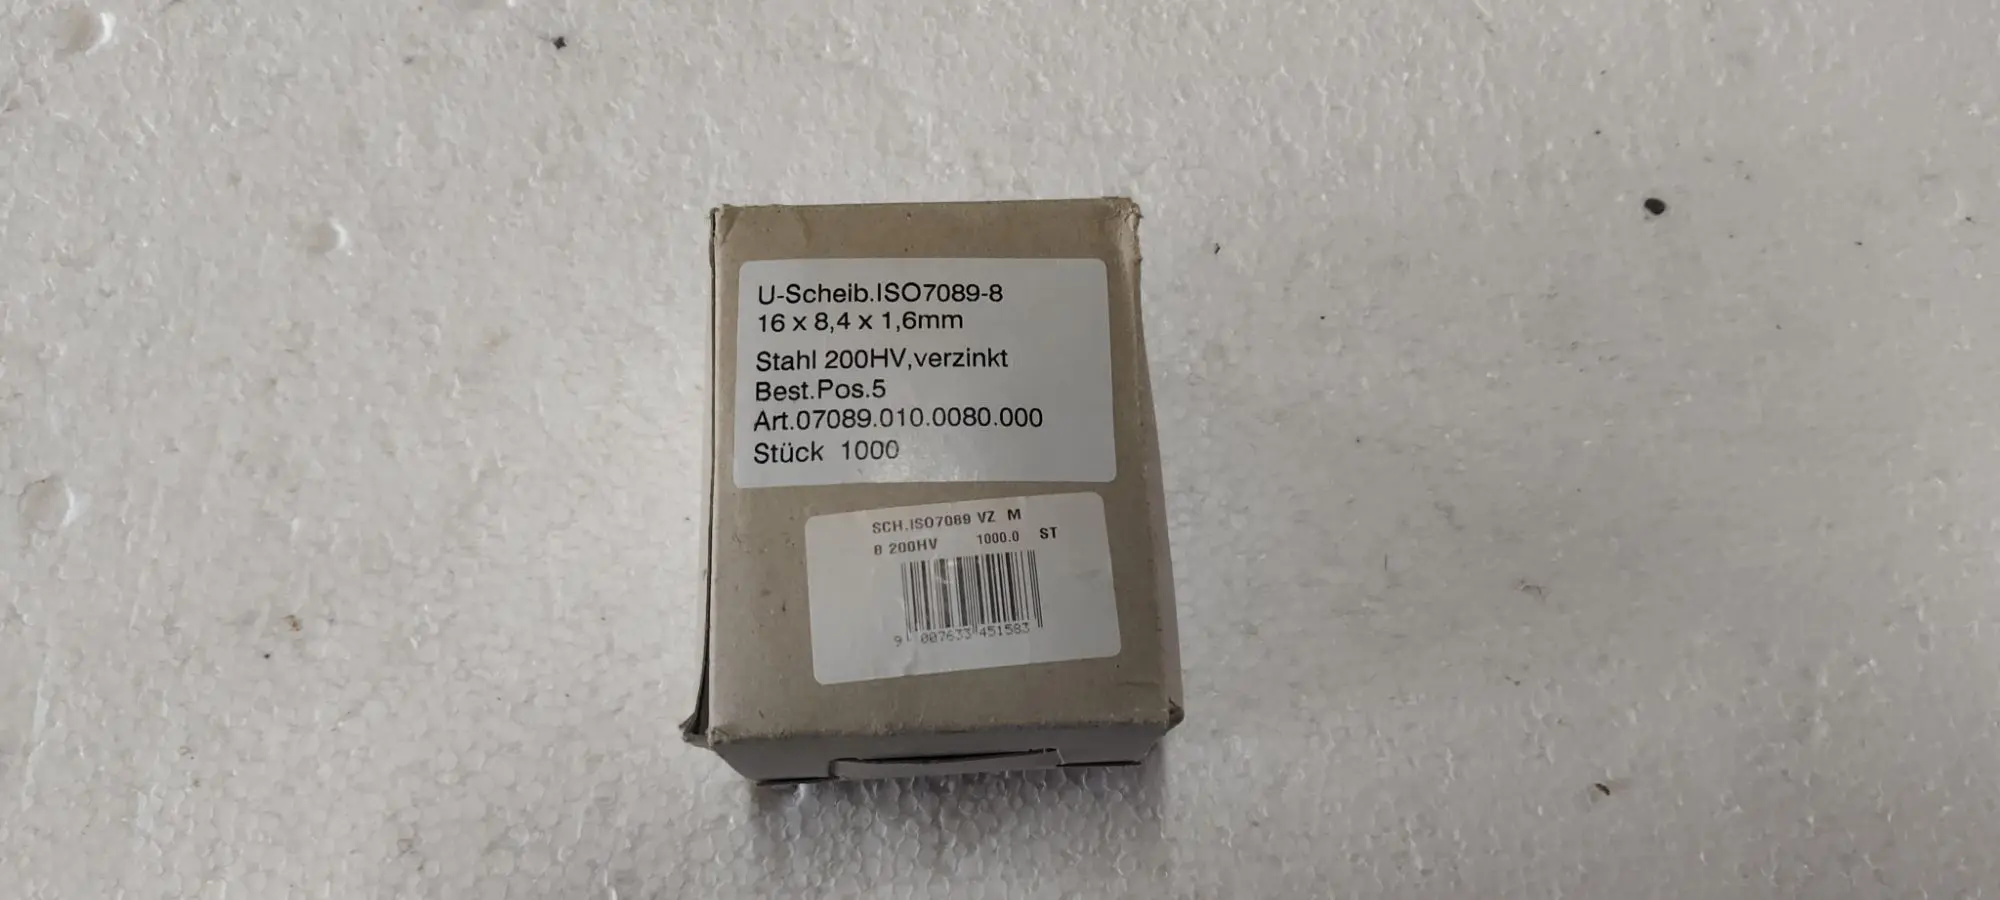 U-Scheib.ISO7089-8
16 x 8,4 x 1,6mm
Stahl 200HV,verzinkt
Best.Pos.5
Art.07089.010.0080.000
Stück 1000
SCH.ISO7089 VZ M
8 200HV 1000.0 ST
9 007633 451583